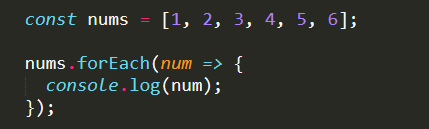 const nums = [1, 2, 3, 4, 5, 6];
nums.forEach(num => {
  console.log(num);
});